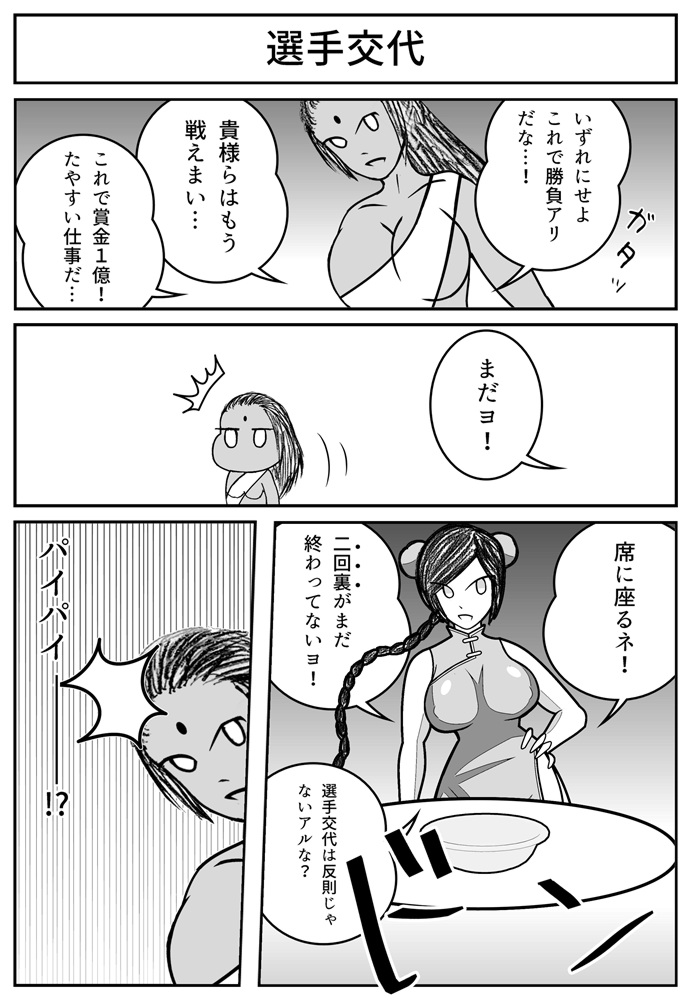 選手交代
いずれにせよ
これで勝負アリ
だな…!
ガタッ
貴様らはもう
戦えまい…
これで賞金１億!
たやすい仕事だ…
まだヨ!
席に座るネ!
二回裏がまだ
終わってないヨ!
選手交代は反則じゃ
ないアルな?
ドン
パイパイ――!?